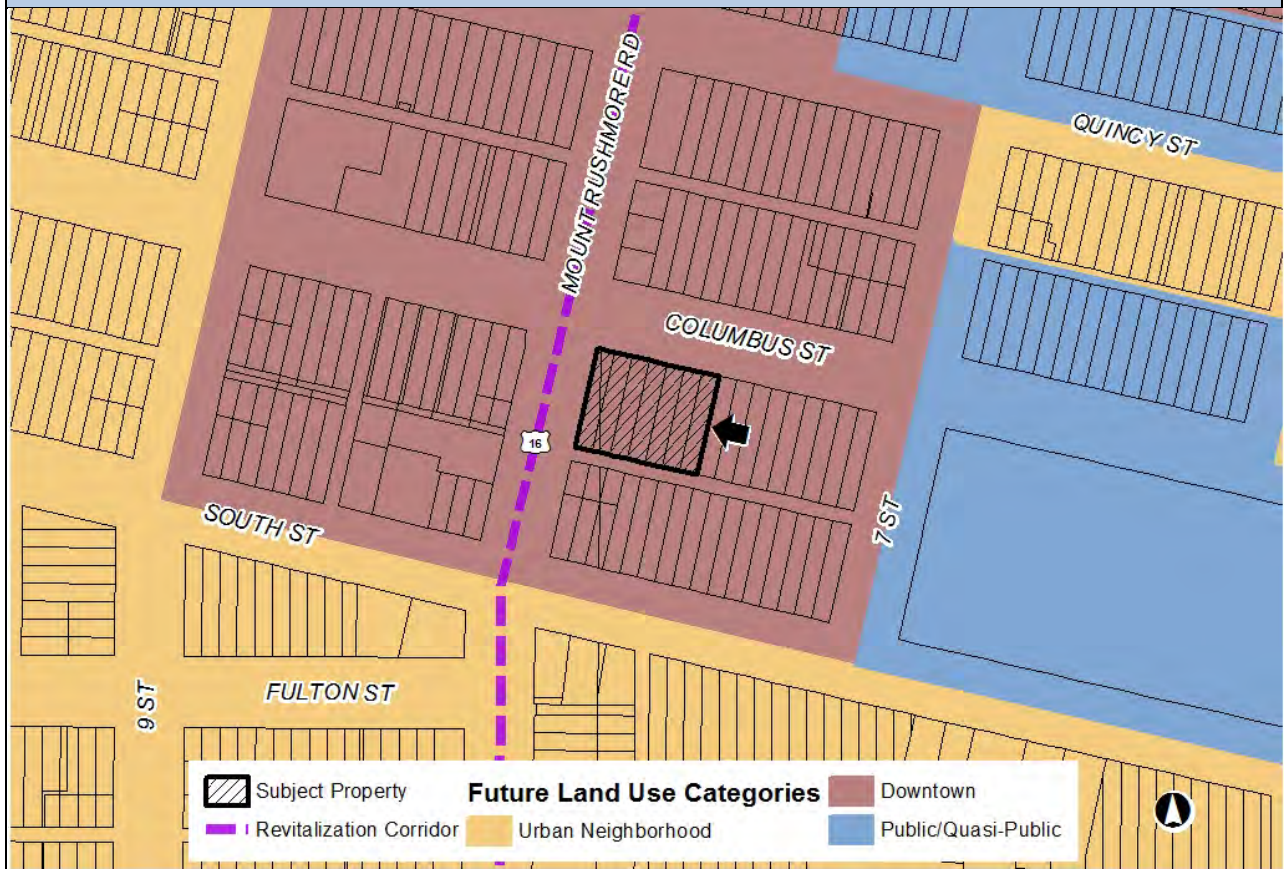 MOUNT RUSHMORE RD
QUINCY ST
COLUMBUS ST
16
7 ST
SOUTH ST
9 ST
FULTON ST
Subject Property
Future Land Use Categories
Downtown
Revitalization Corridor
Urban Neighborhood
Public/Quasi-Public